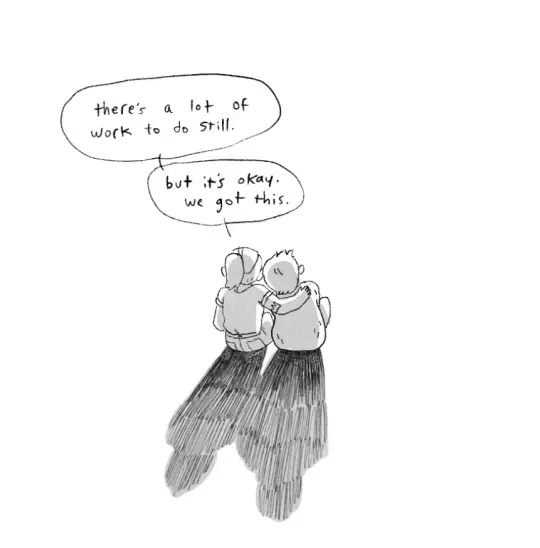 there's a lot of
work to do still.
but it's okay.
we got this.